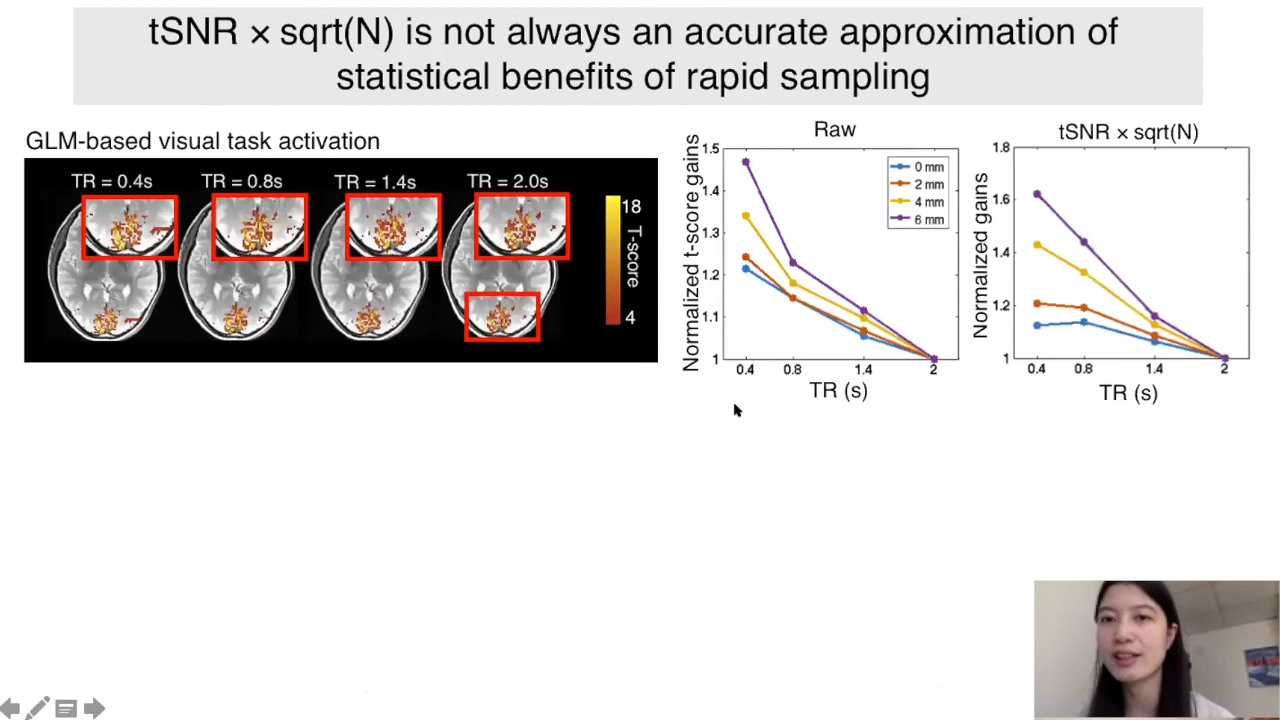 tSNR × sqrt(N) is not always an accurate approximation of
statistical benefits of rapid sampling
GLM-based visual task activation
TR = 0.4s
TR = 0.8s
TR = 1.4s
TR = 2.0s
18
T-score
4
Raw
Normalized t-score gains
1.5
1.4
1.3
1.2
1.1
1
0 mm
2 mm
4 mm
6 mm
0.4
0.8
1.4
2
TR (s)
tSNR × sqrt(N)
Normalized gains
1.8
1.6
1.4
1.2
1
0.4
0.8
1.4
2
TR (s)